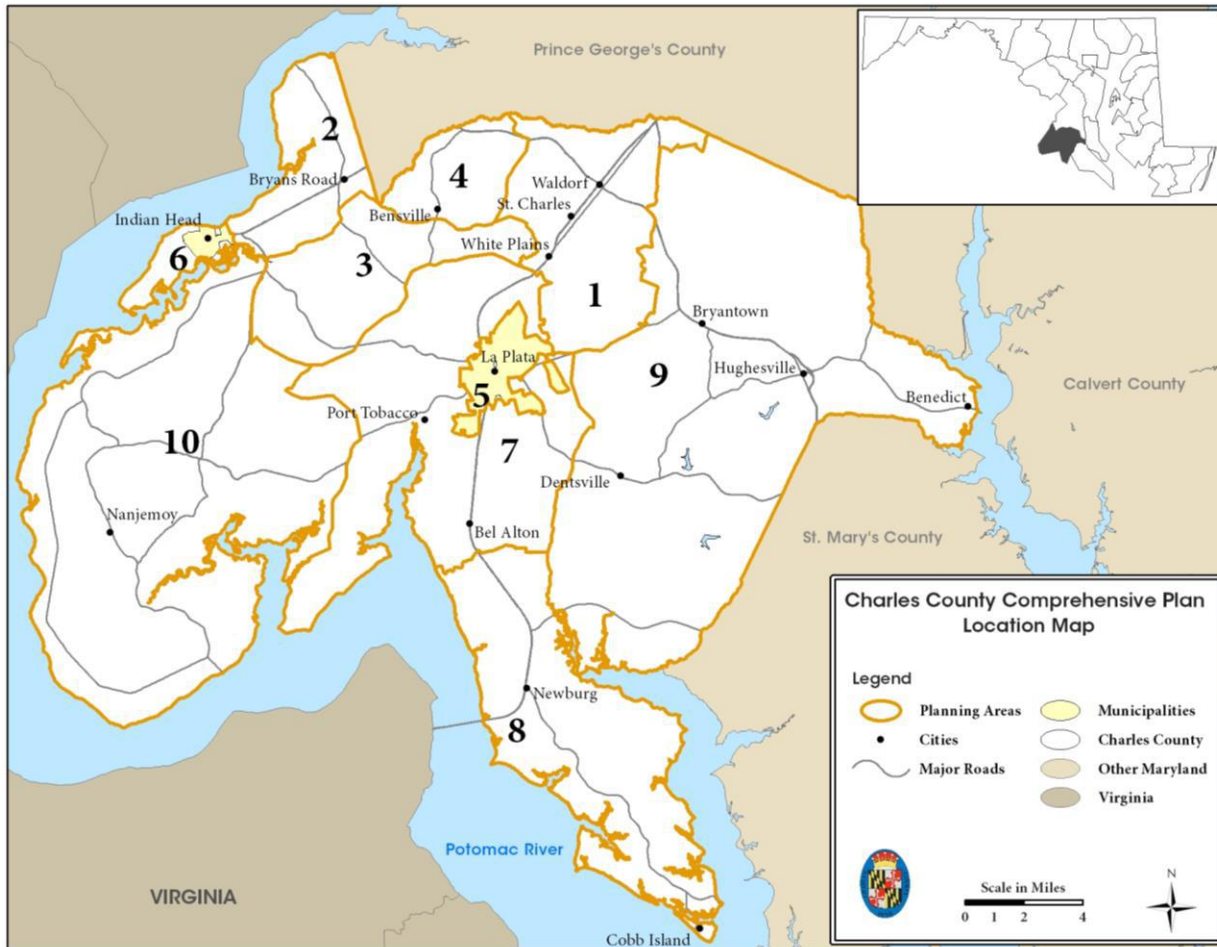 Prince George's County
2
Bryans Road
4
Waldorf
Bensville
St. Charles
Indian Head
White Plains
6
3
1
Bryantown
La Plata
Hughesville
9
Calvert County
5
Benedict
Port Tobacco
10
7
Dentsville
Nanjemoy
Bel Alton
St. Mary's County
Newburg
8
Potomac River
VIRGINIA
Cobb Island
Charles County Comprehensive Plan
Location Map
Legend
Planning Areas
Municipalities
Cities
Charles County
Major Roads
Other Maryland
Virginia
Scale in Miles
0 1 2 4
N